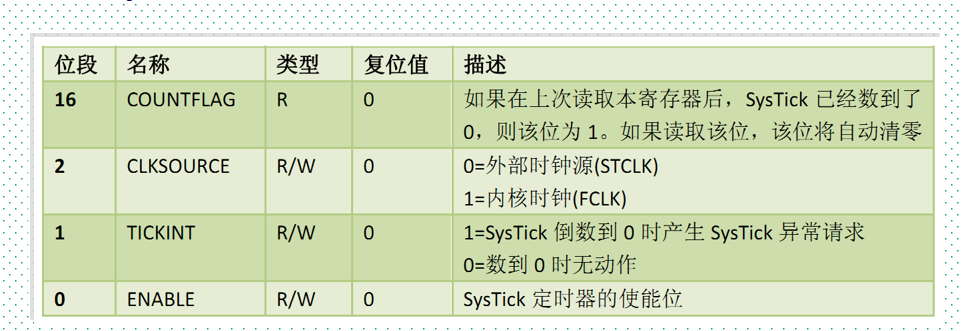 位段 名称 类型 复位值 描述
16 COUNTFLAG R 0 如果在上次读取本寄存器后，SysTick 已经数到了
0，则该位为 1。如果读取该位，该位将自动清零
2 CLKSOURCE R/W 0 0=外部时钟源(STCLK)
1=内核时钟(FCLK)
1 TICKINT R/W 0 1=SysTick 倒数到 0 时产生 SysTick 异常请求
0=数到 0 时无动作
0 ENABLE R/W 0 SysTick 定时器的使能位